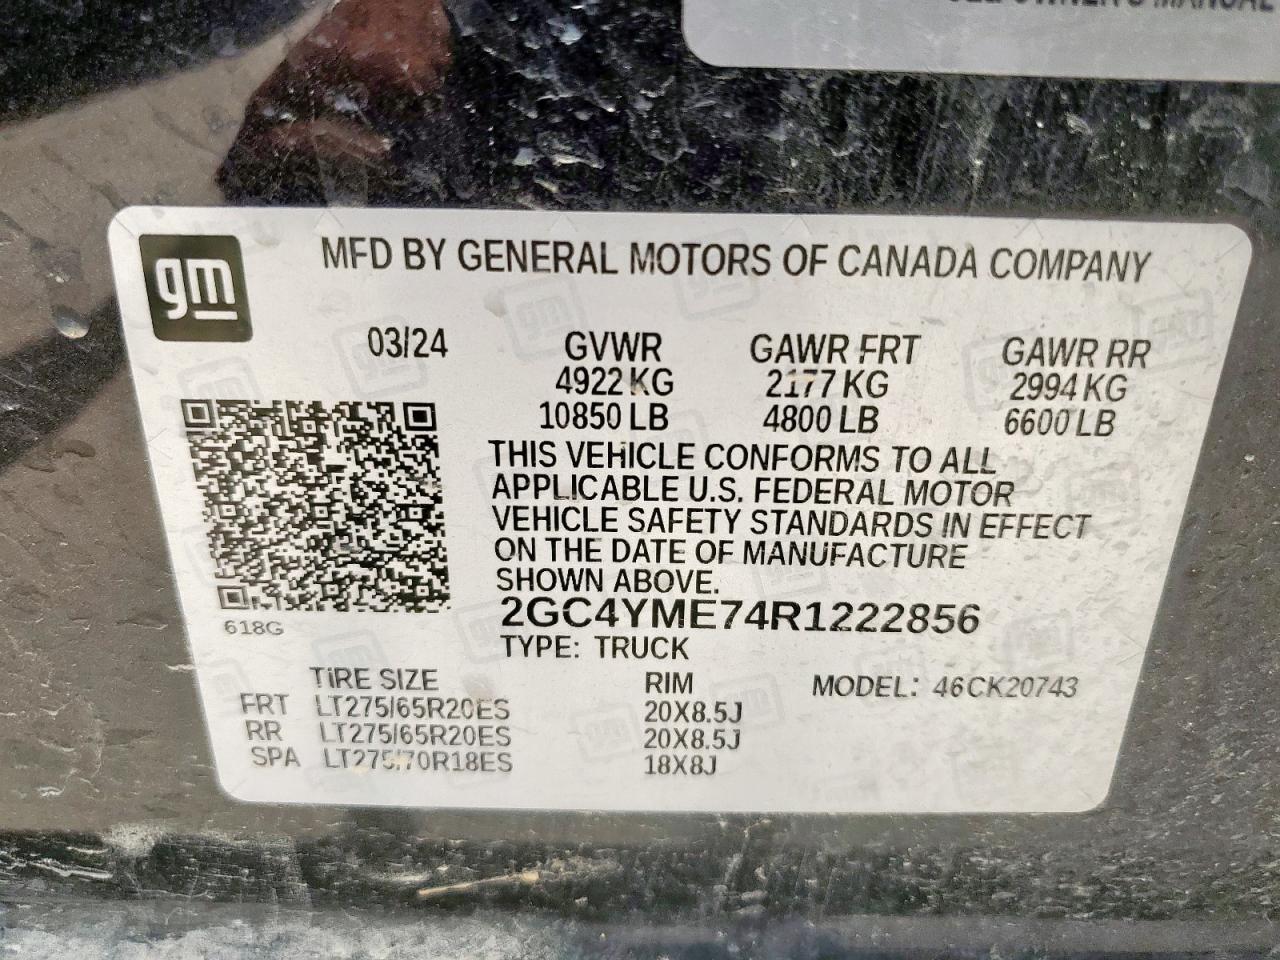 OWNER'S MANUAL
gm
MFD BY GENERAL MOTORS OF CANADA COMPANY
03/24 GVWR GAWR FRT GAWR RR
4922 KG 2177 KG 2994 KG
10850 LB 4800 LB 6600 LB
THIS VEHICLE CONFORMS TO ALL
APPLICABLE U.S. FEDERAL MOTOR
VEHICLE SAFETY STANDARDS IN EFFECT
ON THE DATE OF MANUFACTURE
SHOWN ABOVE.
2GC4YME74R1222856
618G
TYPE: TRUCK
TIRE SIZE RIM MODEL: 46CK20743
FRT LT275/65R20ES 20X8.5J
RR LT275/65R20ES 20X8.5J
SPA LT275/70R18ES 18X8J